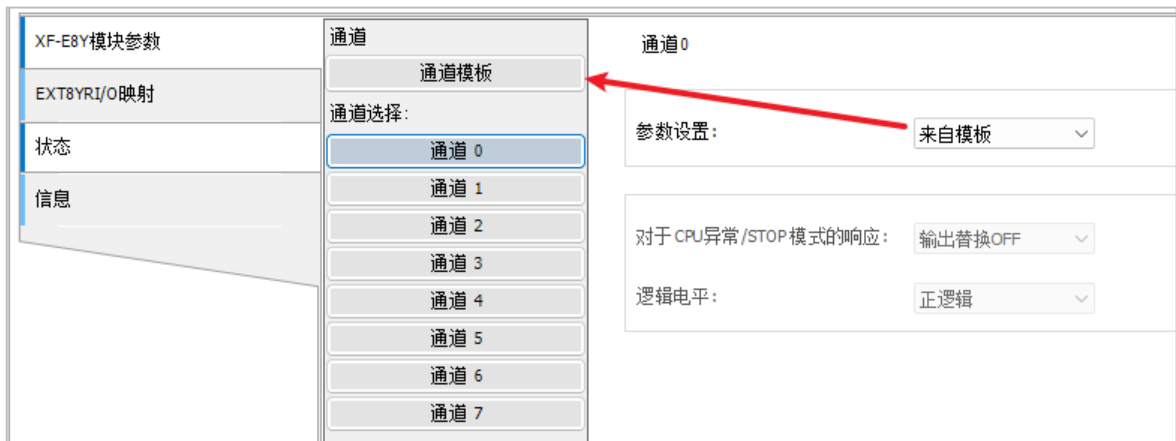 XF-E8Y模块参数
EXT8YRI/O映射
状态
信息
通道
通道模板
通道选择:
通道 0
通道 1
通道 2
通道 3
通道 4
通道 5
通道 6
通道 7
通道0
参数设置: 来自模板
对于CPU异常/STOP模式的响应: 输出替换OFF
逻辑电平: 正逻辑